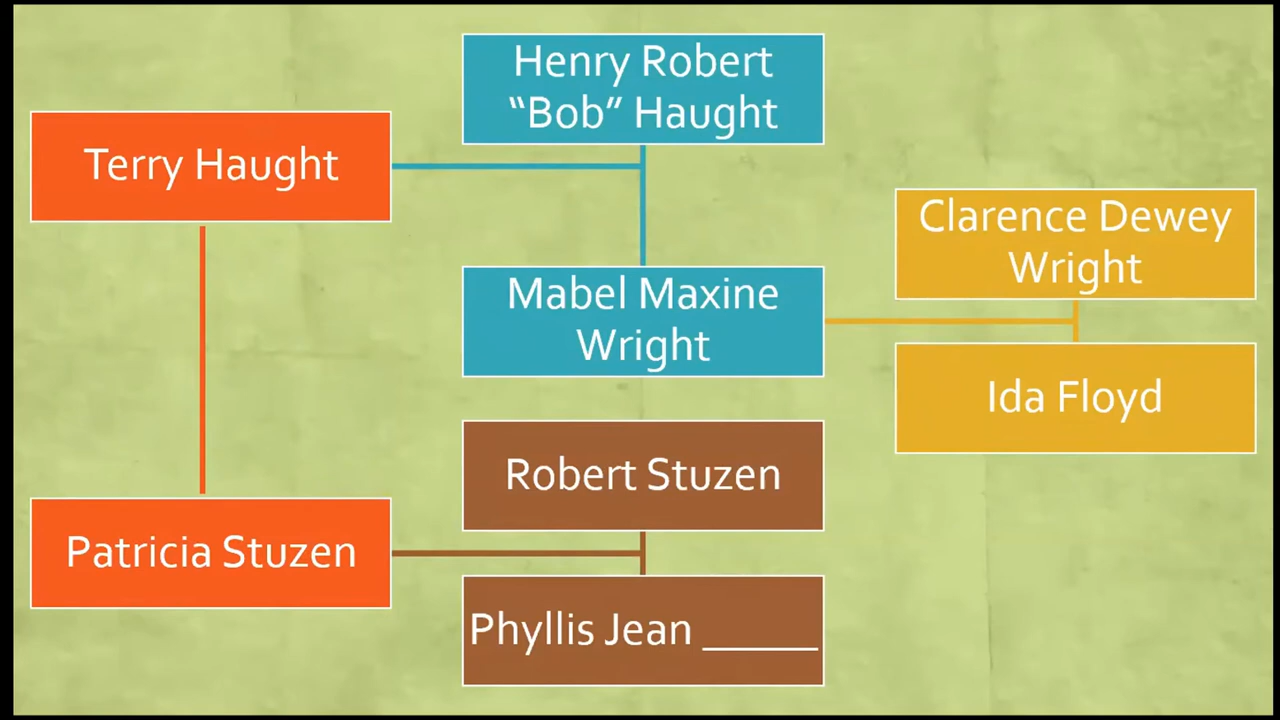 Henry Robert
“Bob” Haught
Terry Haught
Clarence Dewey
Wright
Mabel Maxine
Wright
Ida Floyd
Robert Stuzen
Patricia Stuzen
Phyllis Jean ______